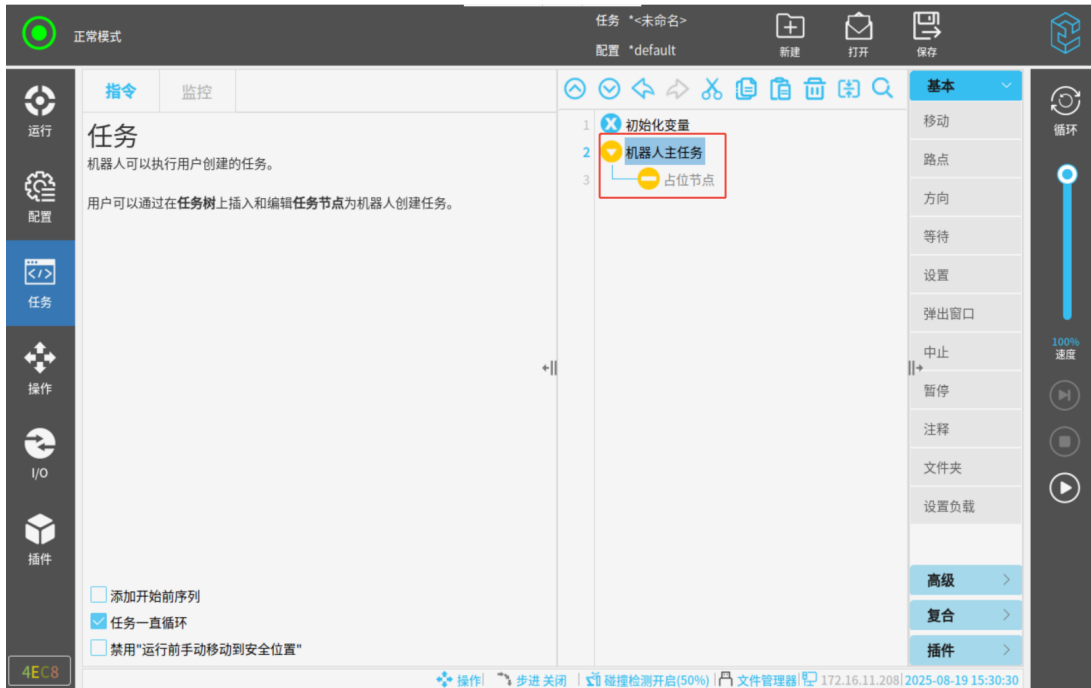 正常模式
任务 *<未命名>
配置 *default
新建
打开
保存
运行
配置
任务
操作
I/O
插件
4EC8
指令
监控
任务
机器人可以执行用户创建的任务。
用户可以通过在任务树上插入和编辑任务节点为机器人创建任务。
添加开始前序列
任务一直循环
禁用"运行前手动移动到安全位置"
1 初始化变量
2 机器人主任务
3 占位节点
基本
移动
路点
方向
等待
设置
弹出窗口
中止
暂停
注释
文件夹
设置负载
高级
复合
插件
循环
100%
速度
操作 步进 关闭 碰撞检测开启(50%) 文件管理器 172.16.11.208 2025-08-19 15:30:30